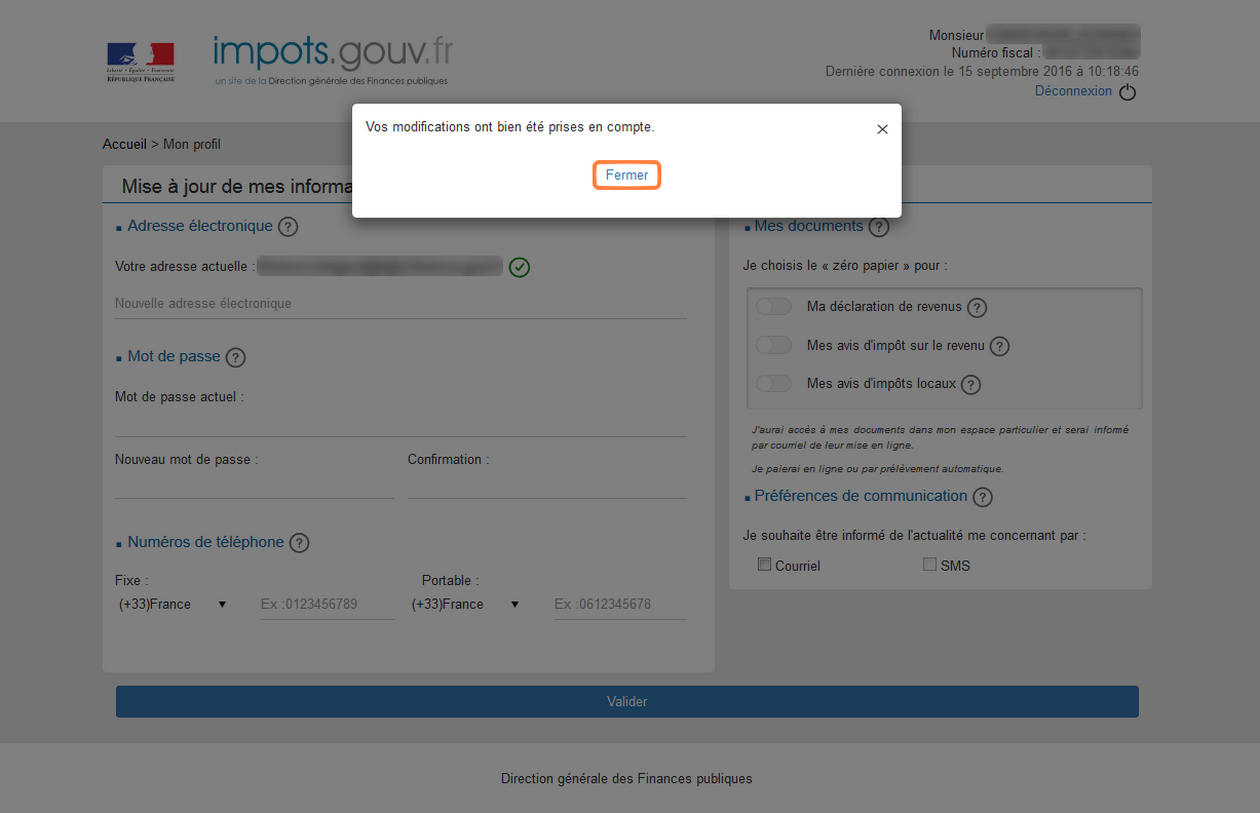 Liberté • Égalité • Fraternité
RÉPUBLIQUE FRANÇAISE
impots.gouv.fr
un site de la Direction générale des Finances publiques
Monsieur
Numéro fiscal :
Dernière connexion le 15 septembre 2016 à 10:18:46
Déconnexion
Vos modifications ont bien été prises en compte.
Fermer
Accueil > Mon profil
Mise à jour de mes informa
Adresse électronique ?
Votre adresse actuelle :
Nouvelle adresse électronique
Mot de passe ?
Mot de passe actuel :
Nouveau mot de passe :
Confirmation :
Numéros de téléphone ?
Fixe :
Portable :
(+33)France
Ex :0123456789
(+33)France
Ex :0612345678
Mes documents ?
Je choisis le « zéro papier » pour :
Ma déclaration de revenus ?
Mes avis d'impôt sur le revenu ?
Mes avis d'impôts locaux ?
J'aurai accès à mes documents dans mon espace particulier et serai informé
par courriel de leur mise en ligne.
Je paierai en ligne ou par prélèvement automatique.
Préférences de communication ?
Je souhaite être informé de l'actualité me concernant par :
Courriel
SMS
Valider
Direction générale des Finances publiques